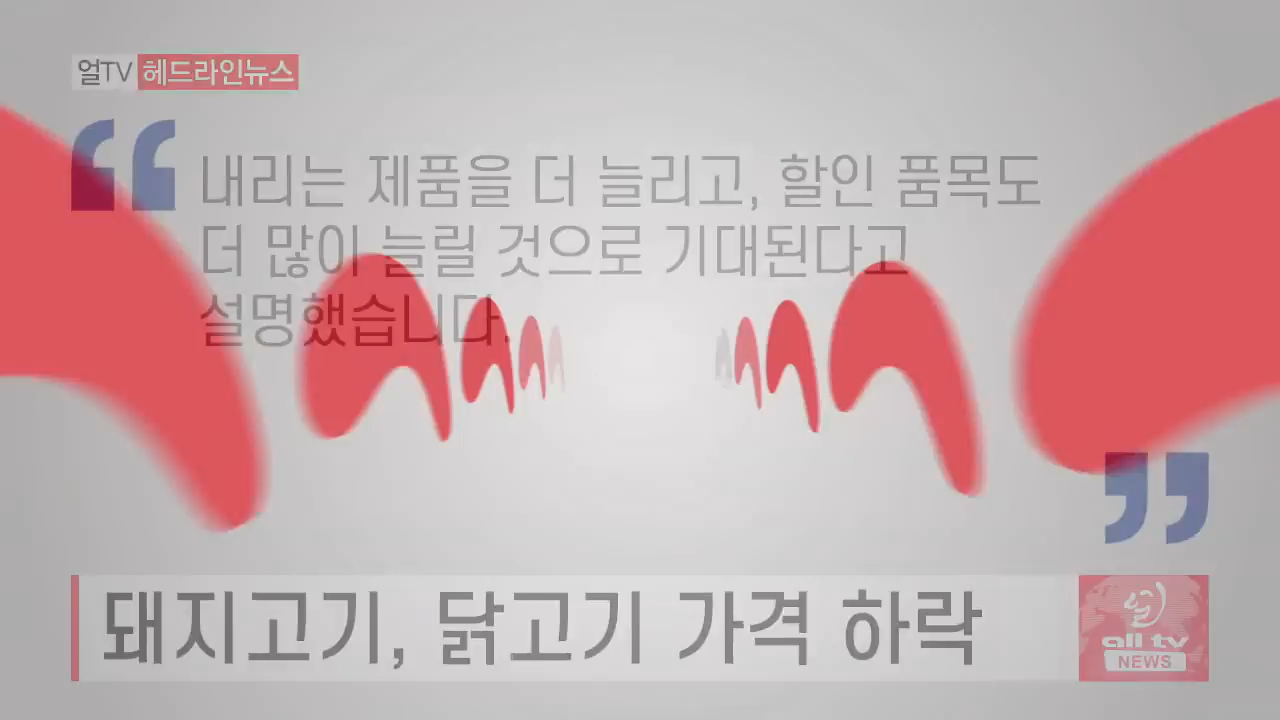 얼TV 헤드라인뉴스
내리는 제품을 더 늘리고, 할인 품목도
더 많이 늘릴 것으로 기대된다고
설명했습니다.
돼지고기, 닭고기 가격 하락
얼
all tv
NEWS